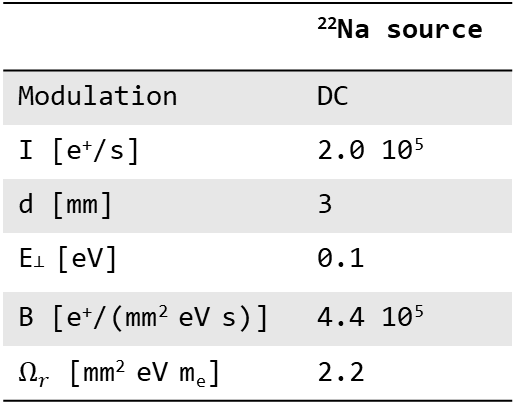 ²²Na source
Modulation DC
I [e⁺/s] 2.0 10⁵
d [mm] 3
E⊥ [eV] 0.1
B [e⁺/(mm² eV s)] 4.4 10⁵
Ωᵣ [mm² eV mₑ] 2.2